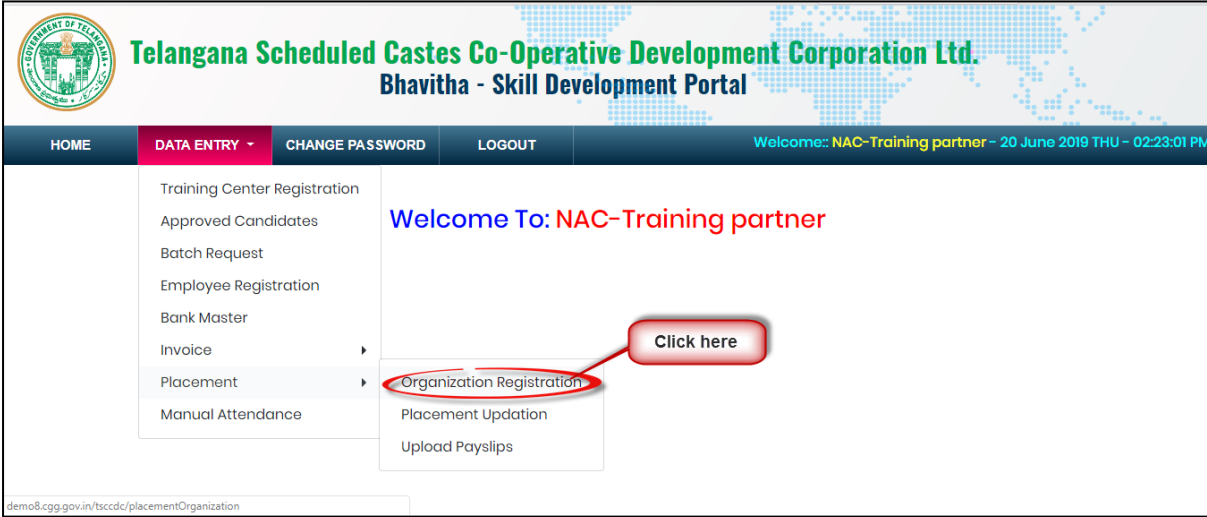 Telangana Scheduled Castes Co-Operative Development Corporation Ltd.
Bhavitha - Skill Development Portal
HOME DATA ENTRY CHANGE PASSWORD LOGOUT Welcome:: NAC-Training partner - 20 June 2019 THU - 02:23:01 PM
Training Center Registration
Approved Candidates
Welcome To: NAC-Training partner
Batch Request
Employee Registration
Bank Master
Invoice
Click here
Placement
Organization Registration
Manual Attendance
Placement Updation
Upload Payslips
demo8.cgg.gov.in/tsccdc/placementOrganization